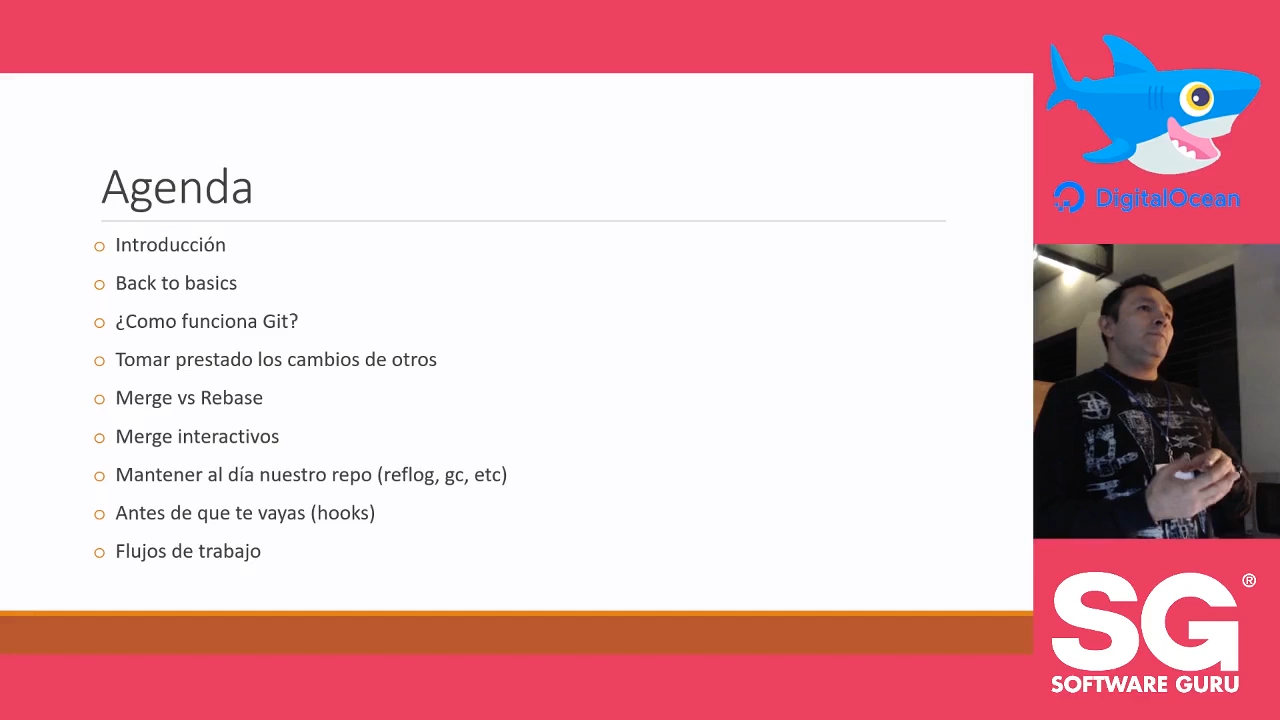 Agenda
Introducción
Back to basics
¿Como funciona Git?
Tomar prestado los cambios de otros
Merge vs Rebase
Merge interactivos
Mantener al día nuestro repo (reflog, gc, etc)
Antes de que te vayas (hooks)
Flujos de trabajo
DigitalOcean
SG®
SOFTWARE GURU